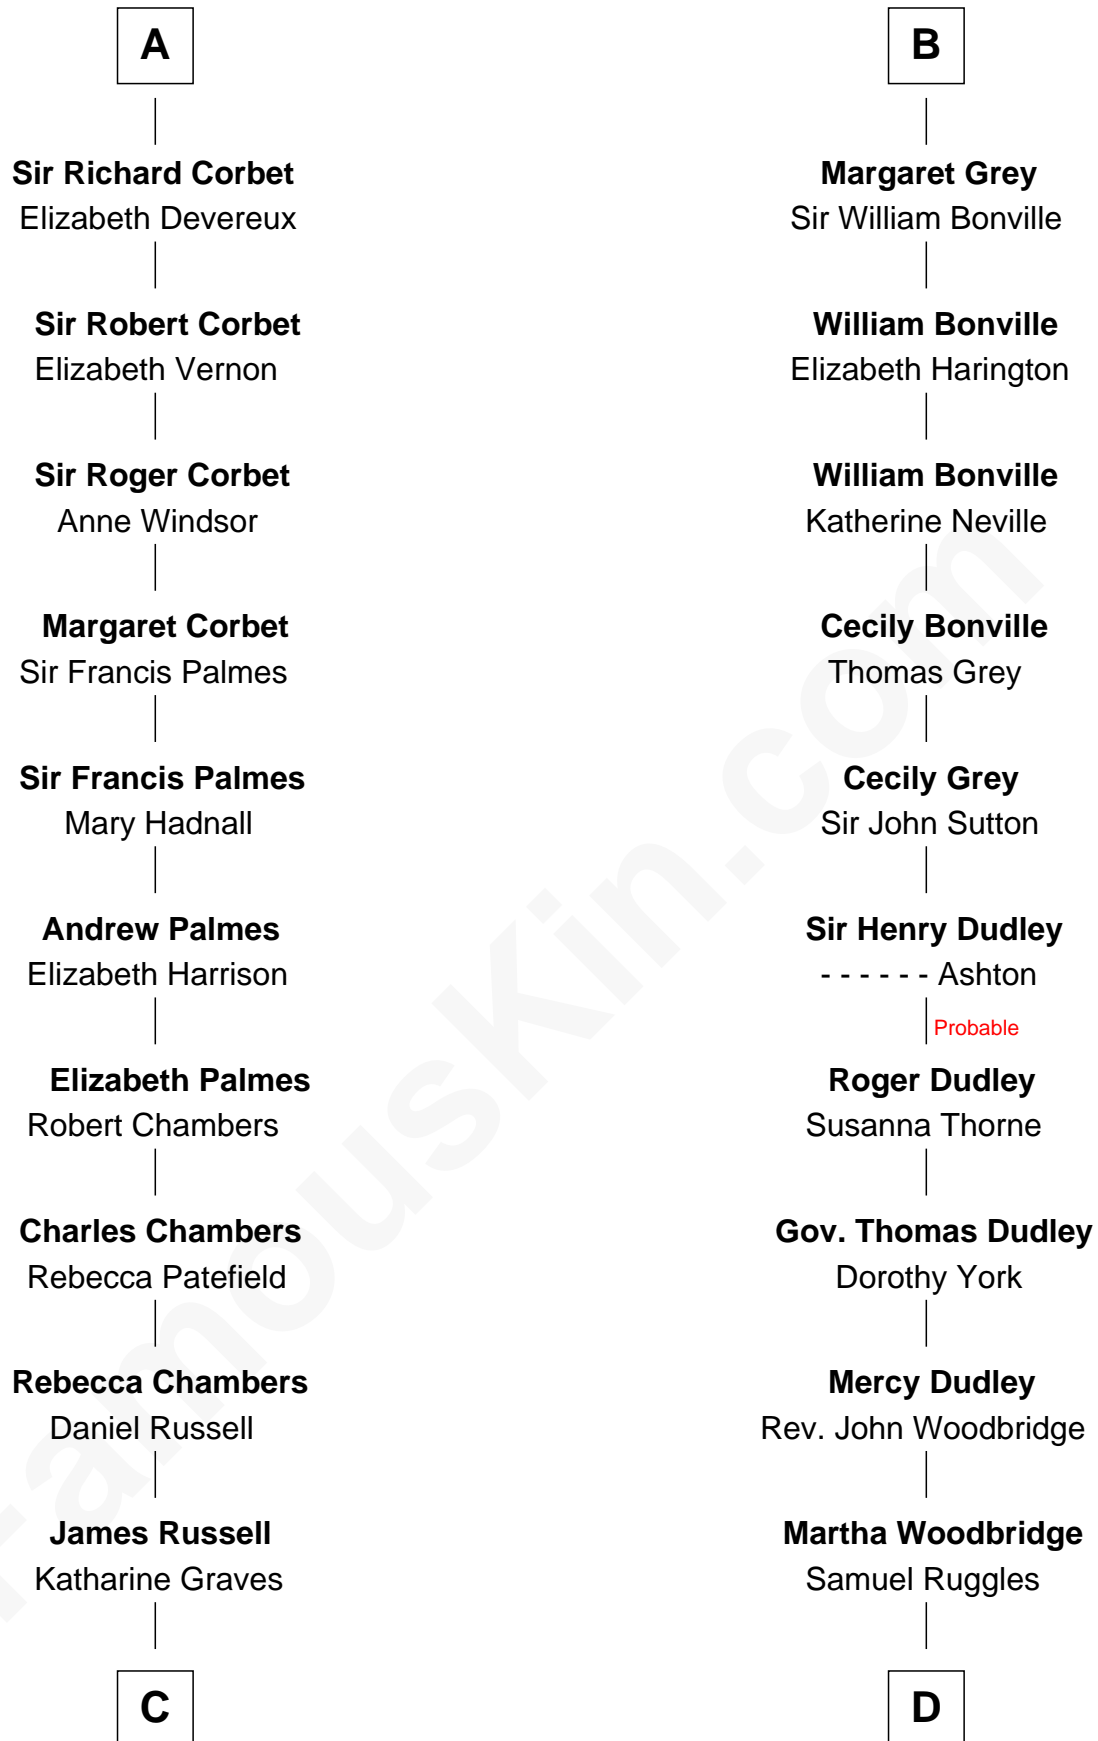 A
Sir Richard Corbet
Elizabeth Devereux
Sir Robert Corbet
Elizabeth Vernon
Sir Roger Corbet
Anne Windsor
Margaret Corbet
Sir Francis Palmes
Sir Francis Palmes
Mary Hadnall
Andrew Palmes
Elizabeth Harrison
Elizabeth Palmes
Robert Chambers
Charles Chambers
Rebecca Patefield
Rebecca Chambers
Daniel Russell
James Russell
Katharine Graves
C
B
Margaret Grey
Sir William Bonville
William Bonville
Elizabeth Harington
William Bonville
Katherine Neville
Cecily Bonville
Thomas Grey
Cecily Grey
Sir John Sutton
Sir Henry Dudley
- - - - - - Ashton
Probable
Roger Dudley
Susanna Thorne
Gov. Thomas Dudley
Dorothy York
Mercy Dudley
Rev. John Woodbridge
Martha Woodbridge
Samuel Ruggles
D
FamousKin.com